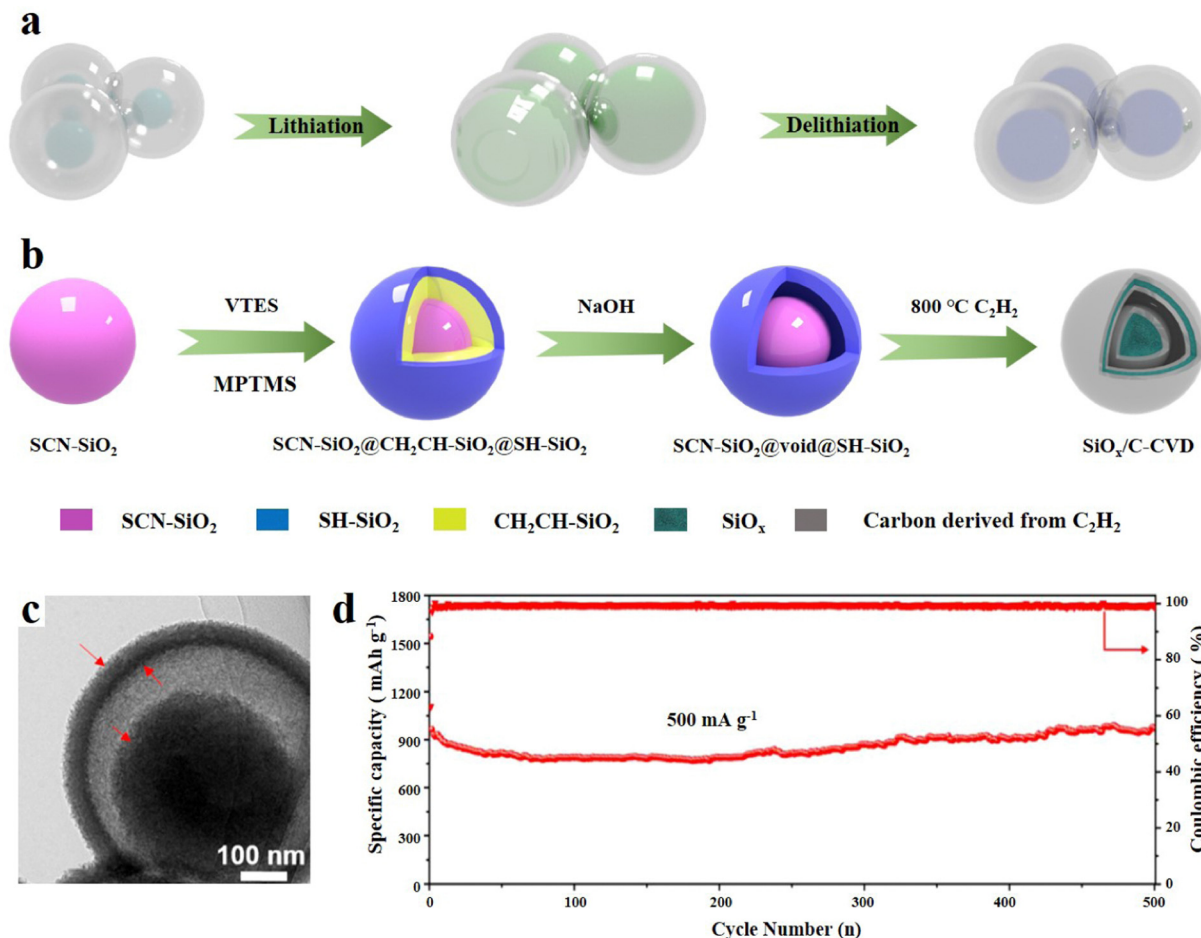 a
Lithiation
Delithiation
b
VTES
MPTMS
NaOH
800 °C C₂H₂
SCN-SiO₂
SCN-SiO₂@CH₂CH-SiO₂@SH-SiO₂
SCN-SiO₂@void@SH-SiO₂
SiOₓ/C-CVD
SCN-SiO₂
SH-SiO₂
CH₂CH-SiO₂
SiOₓ
Carbon derived from C₂H₂
c
100 nm
d
Specific capacity ( mAh g⁻¹)
1800
1500
1200
900
600
300
0
500 mA g⁻¹
100
80
60
40
20
0
Coulombic efficiency ( %)
0
100
200
300
400
500
Cycle Number (n)